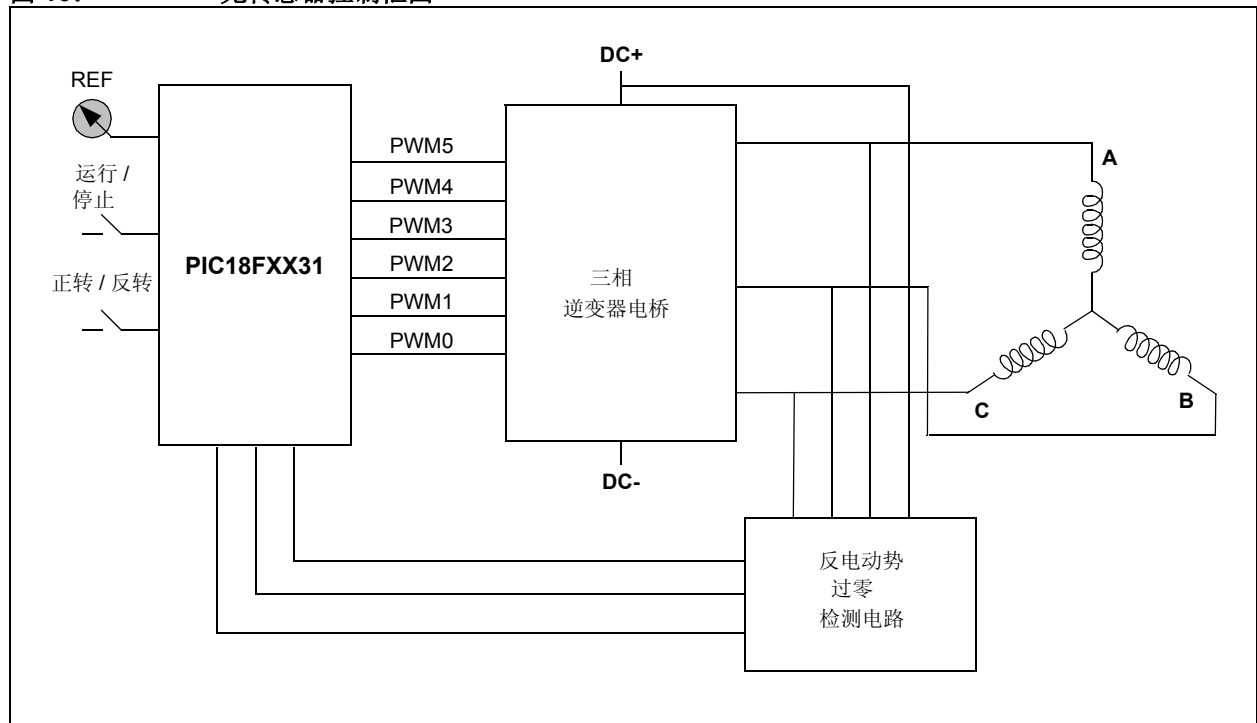 REF
运行 /
停止
正转 / 反转
PIC18FXX31
PWM5
PWM4
PWM3
PWM2
PWM1
PWM0
DC+
三相
逆变器电桥
DC-
A
B
C
反电动势
过零
检测电路